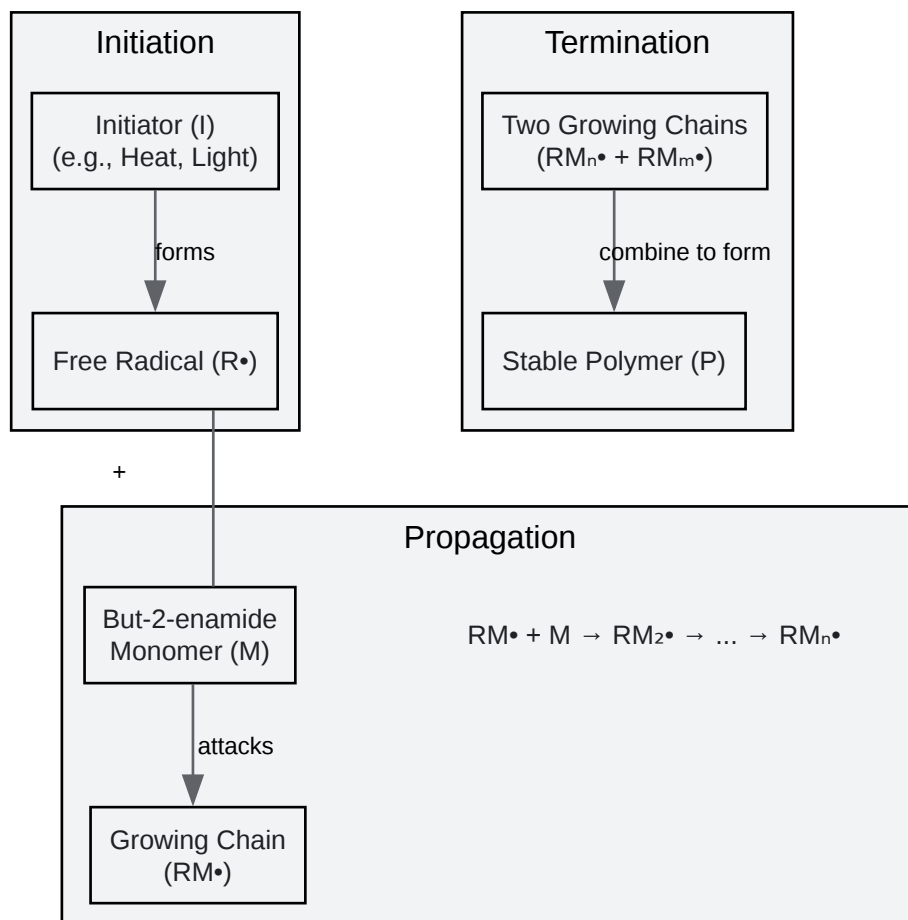 Initiation
Initiator (I)
(e.g., Heat, Light)
forms
Free Radical (R•)
Termination
Two Growing Chains
(RMₙ• + RMₘ•)
combine to form
Stable Polymer (P)
+
Propagation
But-2-enamide
Monomer (M)
RM• + M → RM₂• → ... → RMₙ•
attacks
Growing Chain
(RM•)